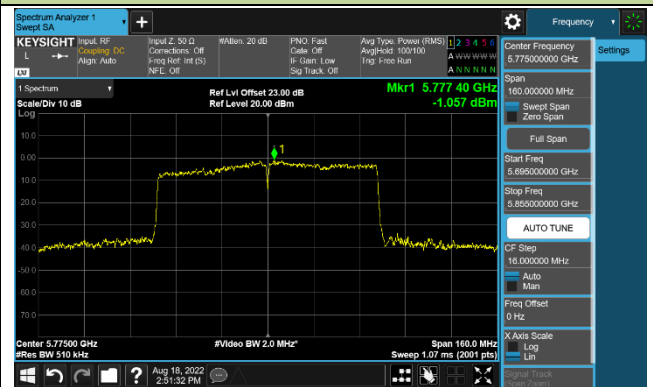 Spectrum Analyzer 1
Swept SA
Frequency
KEYSIGHT
L
LXI
Input: RF
Coupling: DC
Align: Auto
Input Z: 50 Ω
Corrections: Off
Freq Ref: Int (S)
NFE: Off
#Atten: 20 dB
PNO: Fast
Gate: Off
IF Gain: Low
Sig Track: Off
Avg Type: Power (RMS)
Avg|Hold: 100/100
Trig: Free Run
1 2 3 4 5 6
A W W W W W
A N N N N N
Center Frequency
5.775000000 GHz
Settings
Span
160.000000 MHz
Swept Span
Zero Span
Full Span
Start Freq
5.695000000 GHz
Stop Freq
5.855000000 GHz
AUTO TUNE
CF Step
16.000000 MHz
Auto
Man
Freq Offset
0 Hz
X Axis Scale
Log
Lin
Signal Track
(Span Zoom)
1 Spectrum
Scale/Div 10 dB
Log
Ref Lvl Offset 23.00 dB
Ref Level 20.00 dBm
Mkr1 5.777 40 GHz
-1.057 dBm
10.0
0.00
1
-10.0
-20.0
-30.0
-40.0
-50.0
-60.0
-70.0
Center 5.77500 GHz
#Res BW 510 kHz
#Video BW 2.0 MHz*
Span 160.0 MHz
Sweep 1.07 ms (2001 pts)
?
Aug 18, 2022
2:51:32 PM